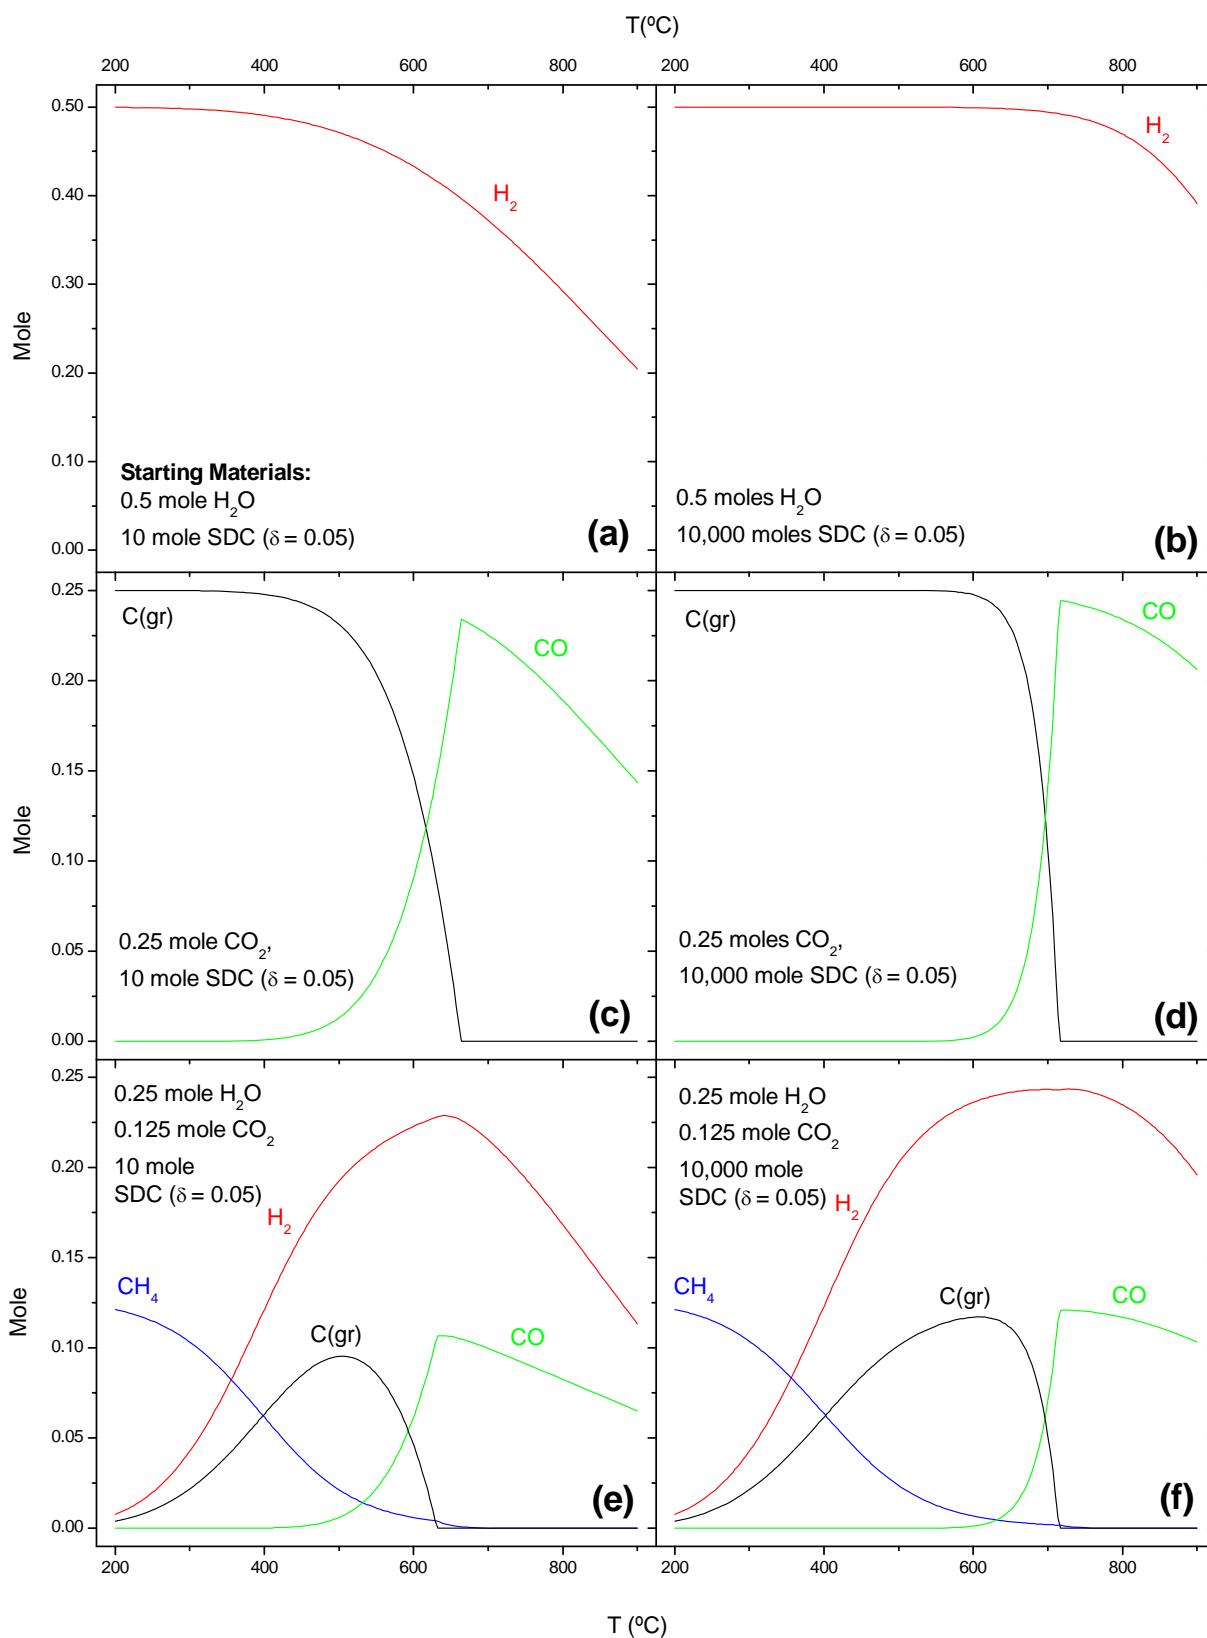 T(ºC)
200 400 600 800 200 400 600 800
0.50
0.40
0.30
0.20
0.10
0.00
Mole
H2
Starting Materials:
0.5 mole H2O
10 mole SDC (δ = 0.05)
(a)
H2
0.5 moles H2O
10,000 moles SDC (δ = 0.05)
(b)
0.25
0.20
0.15
0.10
0.05
0.00
Mole
C(gr)
CO
0.25 mole CO2,
10 mole SDC (δ = 0.05)
(c)
C(gr)
CO
0.25 moles CO2,
10,000 mole SDC (δ = 0.05)
(d)
0.25
0.20
0.15
0.10
0.05
0.00
Mole
0.25 mole H2O
0.125 mole CO2
10 mole
SDC (δ = 0.05)
H2
CH4
C(gr)
CO
(e)
0.25 mole H2O
0.125 mole CO2
10,000 mole
SDC (δ = 0.05)
H2
CH4
C(gr)
CO
(f)
200 400 600 800 200 400 600 800
T (ºC)